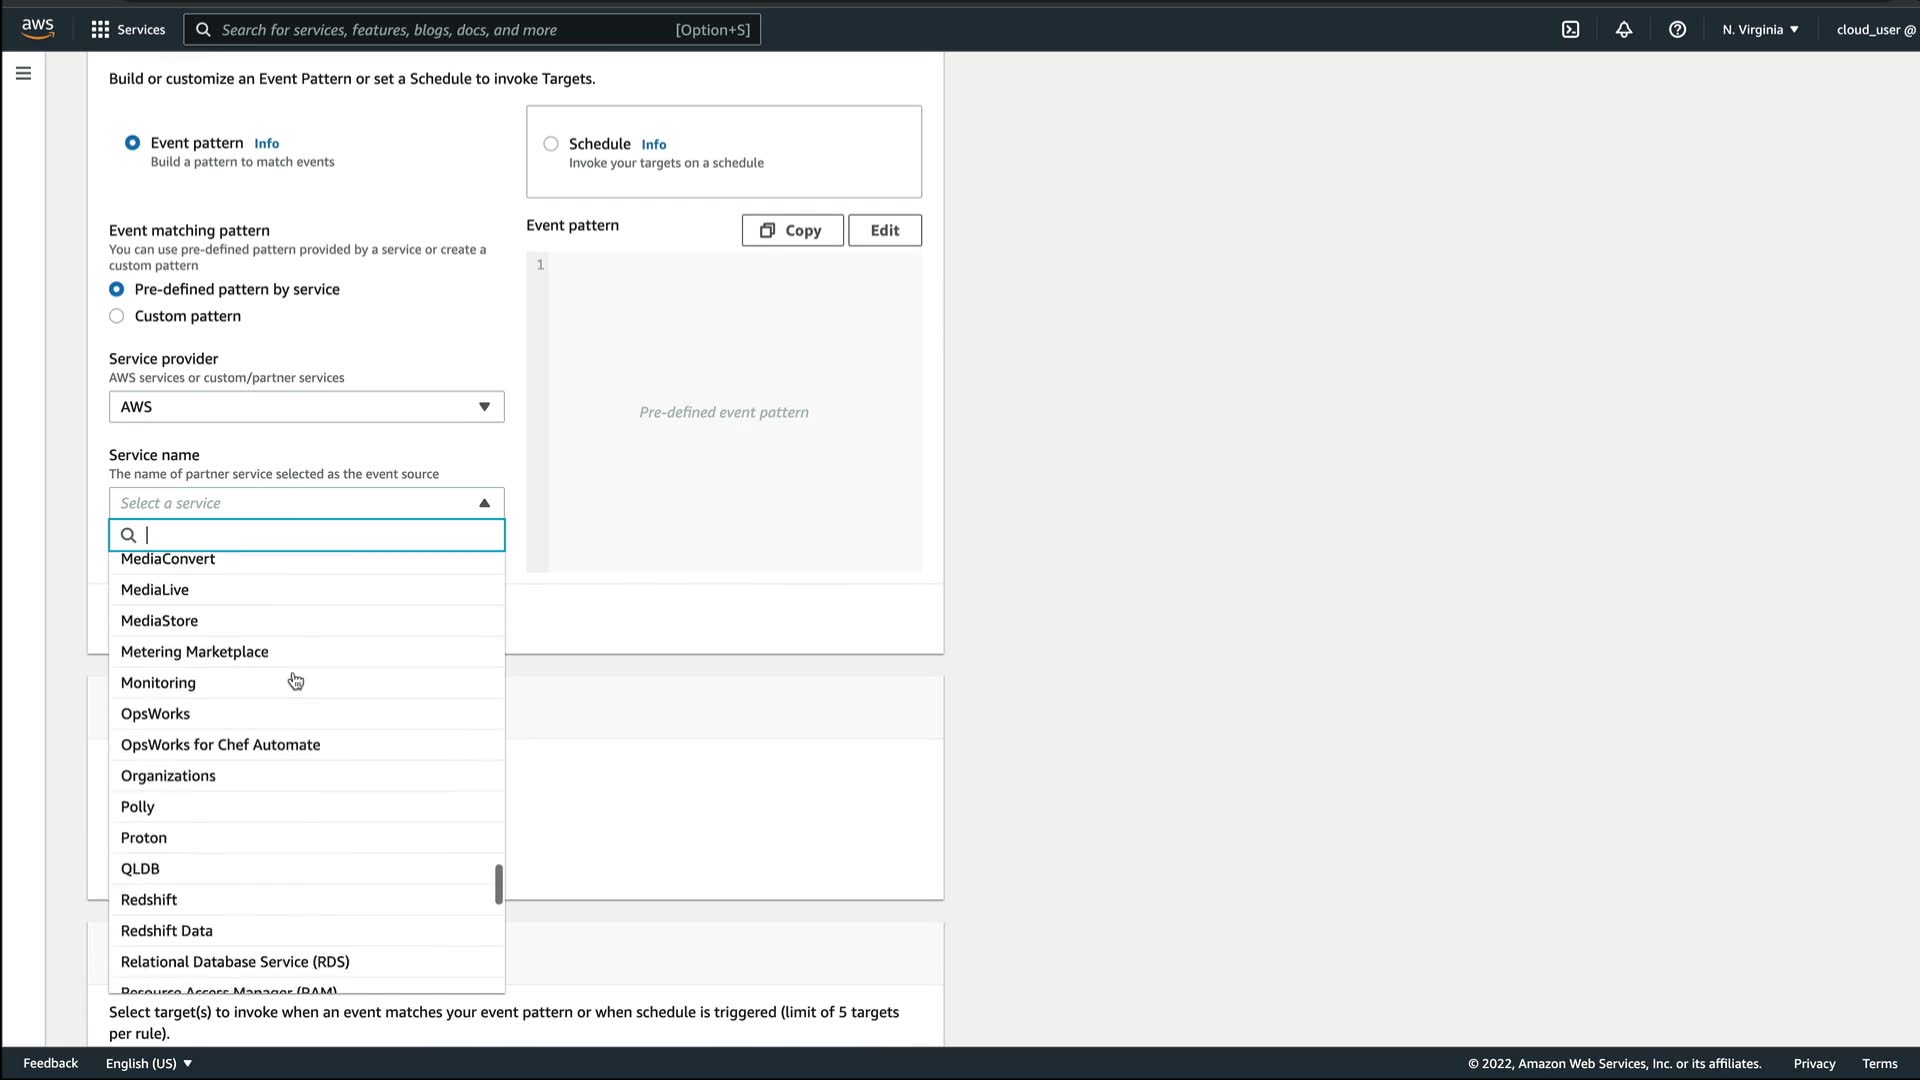 aws
Services
Search for services, features, blogs, docs, and more
[Option+S]
N. Virginia
cloud_user @
Build or customize an Event Pattern or set a Schedule to invoke Targets.
Event pattern Info
Build a pattern to match events
Schedule Info
Invoke your targets on a schedule
Event matching pattern
You can use pre-defined pattern provided by a service or create a
custom pattern
Pre-defined pattern by service
Custom pattern
Event pattern
Copy
Edit
1
Pre-defined event pattern
Service provider
AWS services or custom/partner services
AWS
Service name
The name of partner service selected as the event source
Select a service
MediaConvert
MediaLive
MediaStore
Metering Marketplace
Monitoring
OpsWorks
OpsWorks for Chef Automate
Organizations
Polly
Proton
QLDB
Redshift
Redshift Data
Relational Database Service (RDS)
Resource Access Manager (RAM)
Select target(s) to invoke when an event matches your event pattern or when schedule is triggered (limit of 5 targets
per rule).
Feedback
English (US)
© 2022, Amazon Web Services, Inc. or its affiliates.
Privacy
Terms